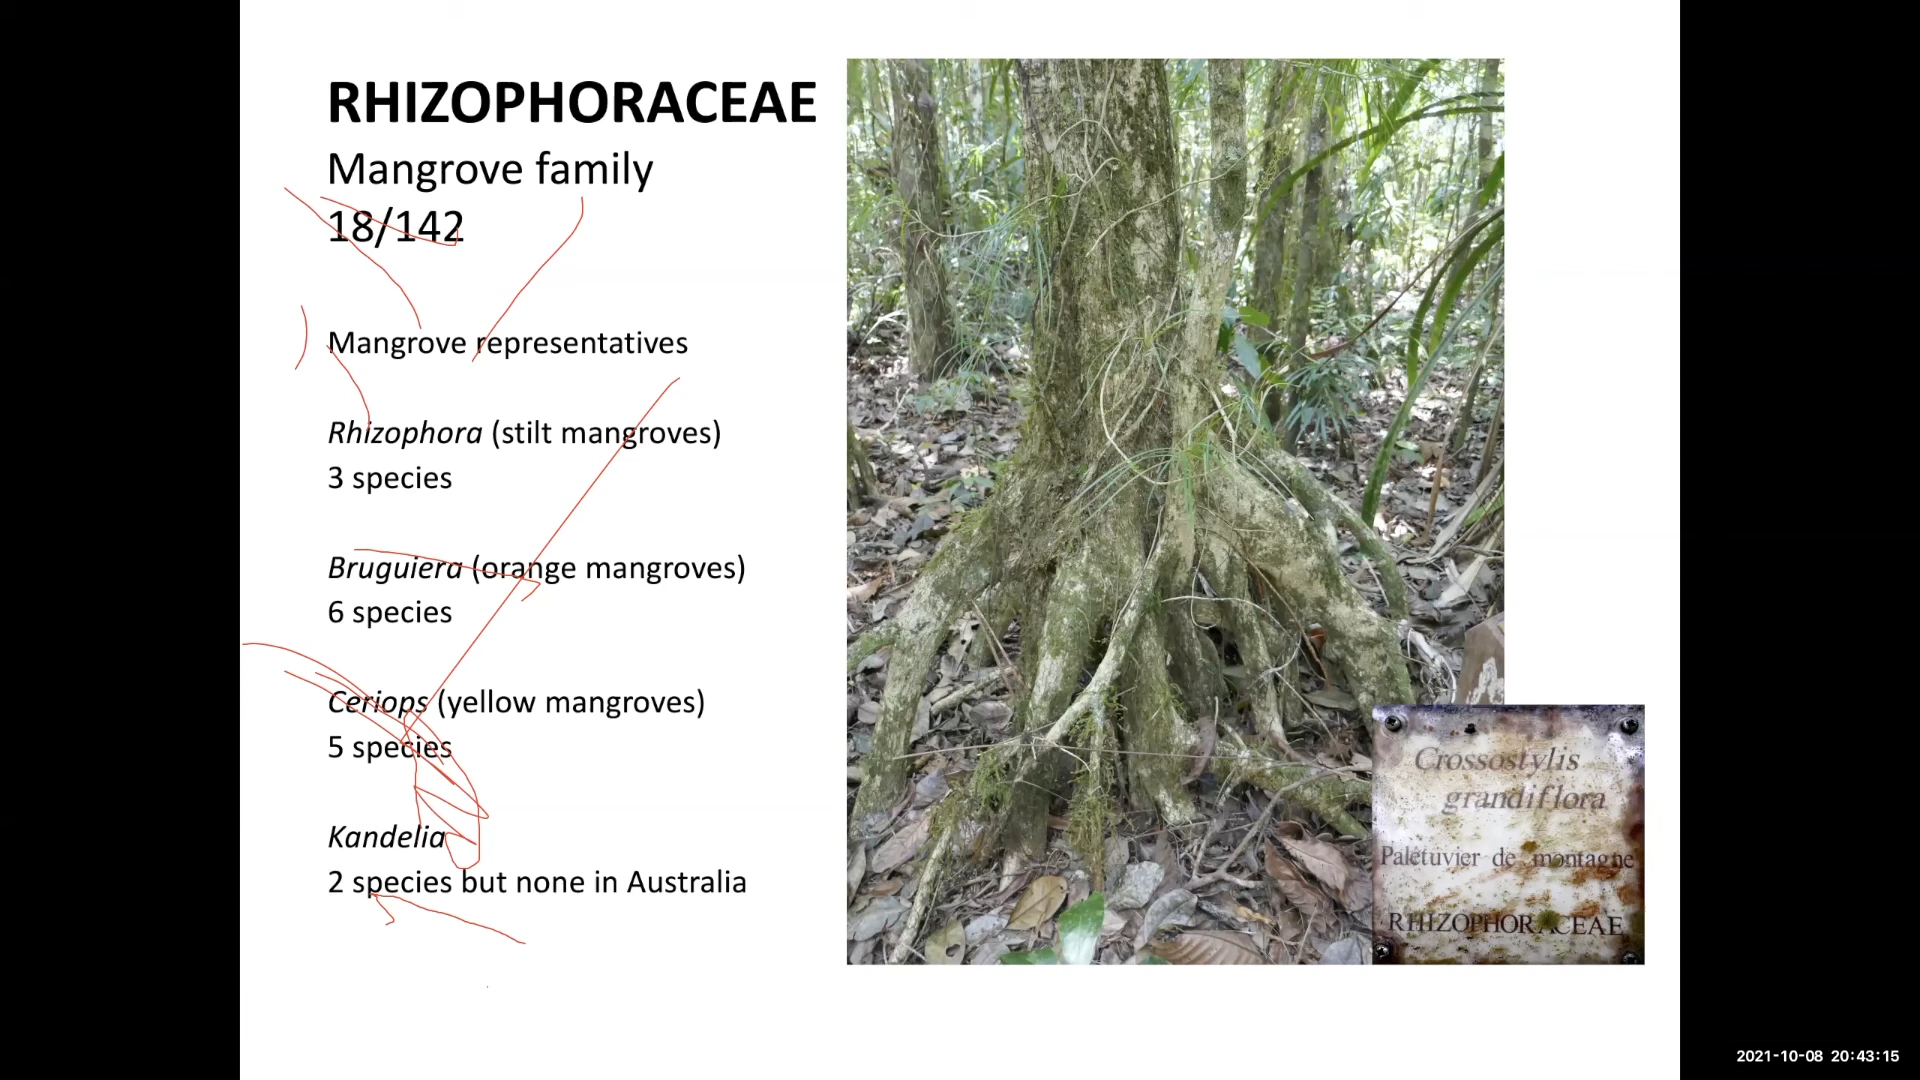 RHIZOPHORACEAE
Mangrove family
18/142
Mangrove representatives
Rhizophora (stilt mangroves)
3 species
Bruguiera (orange mangroves)
6 species
Ceriops (yellow mangroves)
5 species
Kandelia
2 species but none in Australia
Crossostylis
grandiflora
Palétuvier de montagne
RHIZOPHORACEAE
2021-10-08 20:43:15